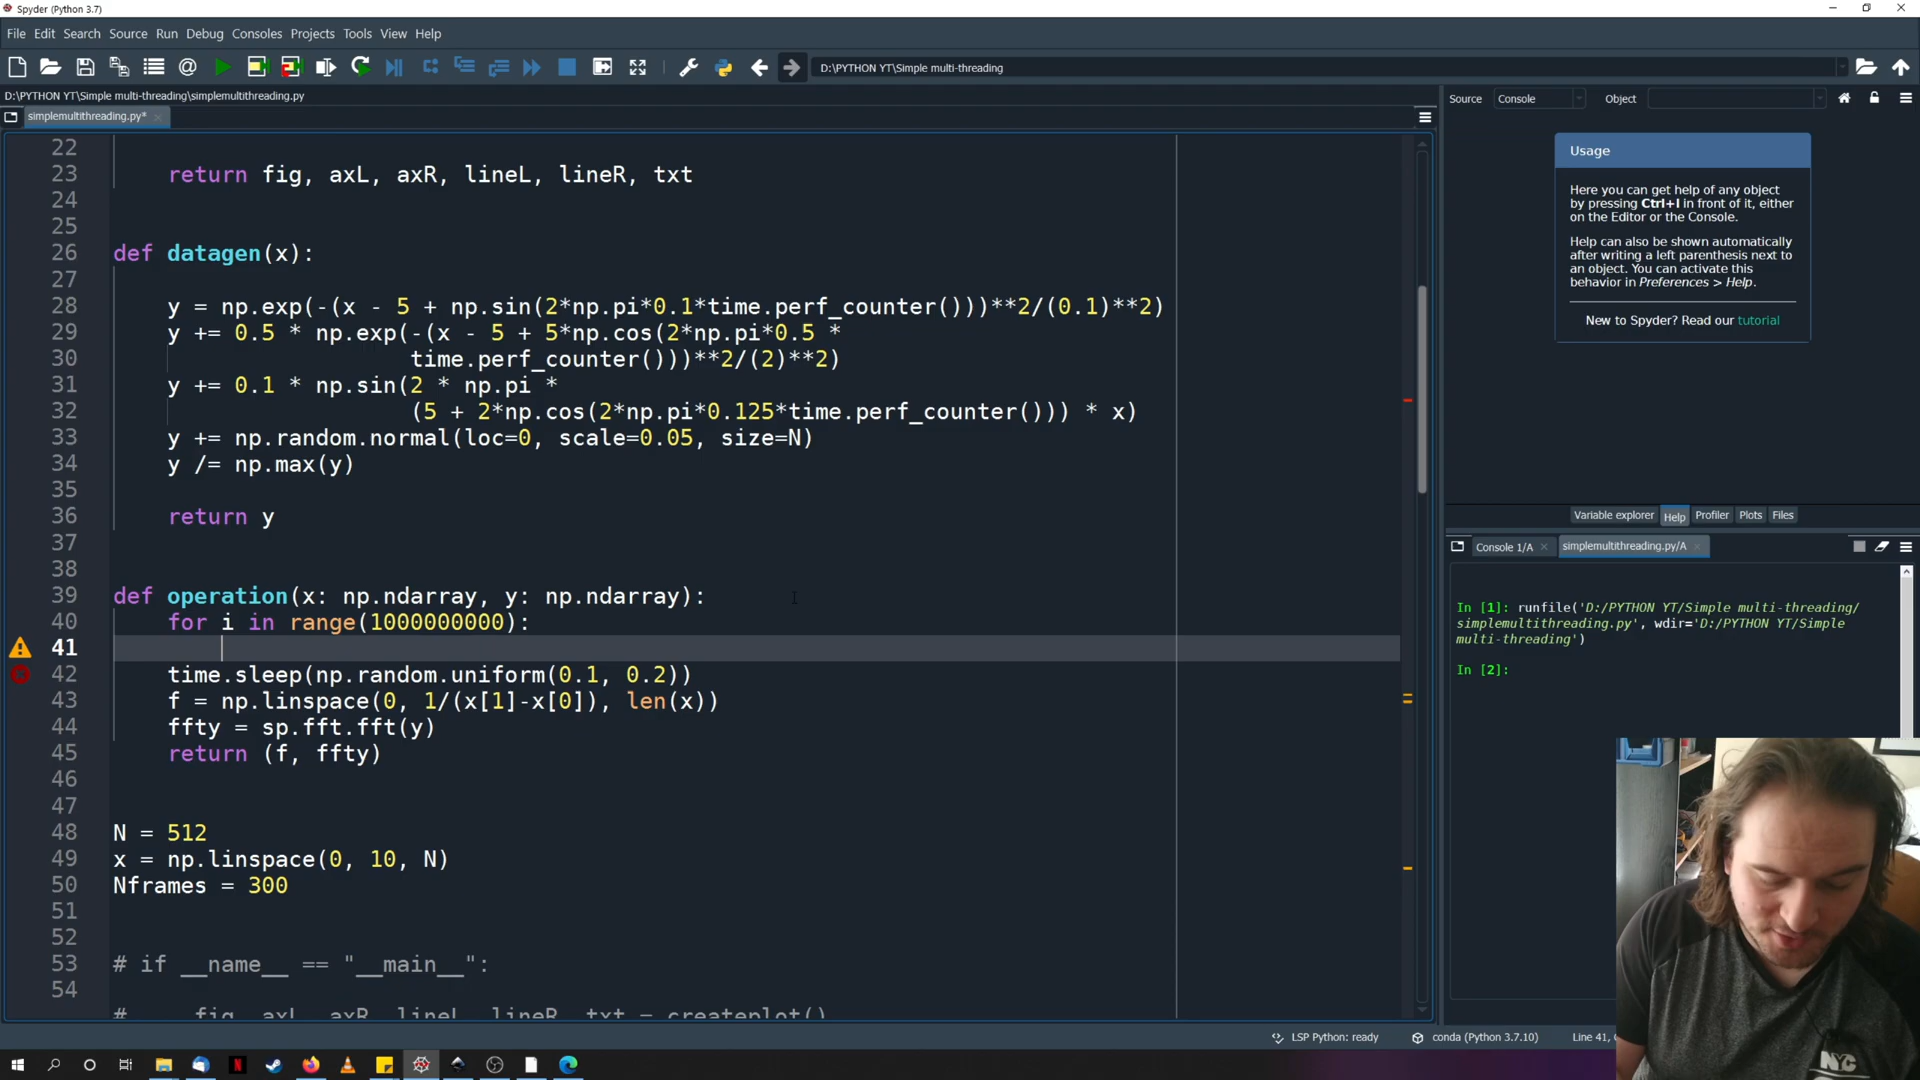 Spyder (Python 3.7)
File Edit Search Source Run Debug Consoles Projects Tools View Help
D:\PYTHON YT\Simple multi-threading
D:\PYTHON YT\Simple multi-threading\simplemultithreading.py
simplemultithreading.py*
22
23 return fig, axL, axR, lineL, lineR, txt
24
25
26 def datagen(x):
27
28 y = np.exp(-(x - 5 + np.sin(2*np.pi*0.1*time.perf_counter()))**2/(0.1)**2)
29 y += 0.5 * np.exp(-(x - 5 + 5*np.cos(2*np.pi*0.5 *
30 time.perf_counter()))**2/(2)**2)
31 y += 0.1 * np.sin(2 * np.pi *
32 (5 + 2*np.cos(2*np.pi*0.125*time.perf_counter())) * x)
33 y += np.random.normal(loc=0, scale=0.05, size=N)
34 y /= np.max(y)
35
36 return y
37
38
39 def operation(x: np.ndarray, y: np.ndarray):
40 for i in range(1000000000):
41
42 time.sleep(np.random.uniform(0.1, 0.2))
43 f = np.linspace(0, 1/(x[1]-x[0]), len(x))
44 ffty = sp.fft.fft(y)
45 return (f, ffty)
46
47
48 N = 512
49 x = np.linspace(0, 10, N)
50 Nframes = 300
51
52
53 # if __name__ == "__main__":
54
# fig, axL, axR, lineL, lineR, txt = createplot()
Source Console Object
Usage
Here you can get help of any object
by pressing Ctrl+I in front of it, either
on the Editor or the Console.
Help can also be shown automatically
after writing a left parenthesis next to
an object. You can activate this
behavior in Preferences > Help.
New to Spyder? Read our tutorial
Variable explorer Help Profiler Plots Files
Console 1/A simplemultithreading.py/A
In [1]: runfile('D:/PYTHON YT/Simple multi-threading/
simplemultithreading.py', wdir='D:/PYTHON YT/Simple
multi-threading')
In [2]:
LSP Python: ready conda (Python 3.7.10) Line 41,
NYC